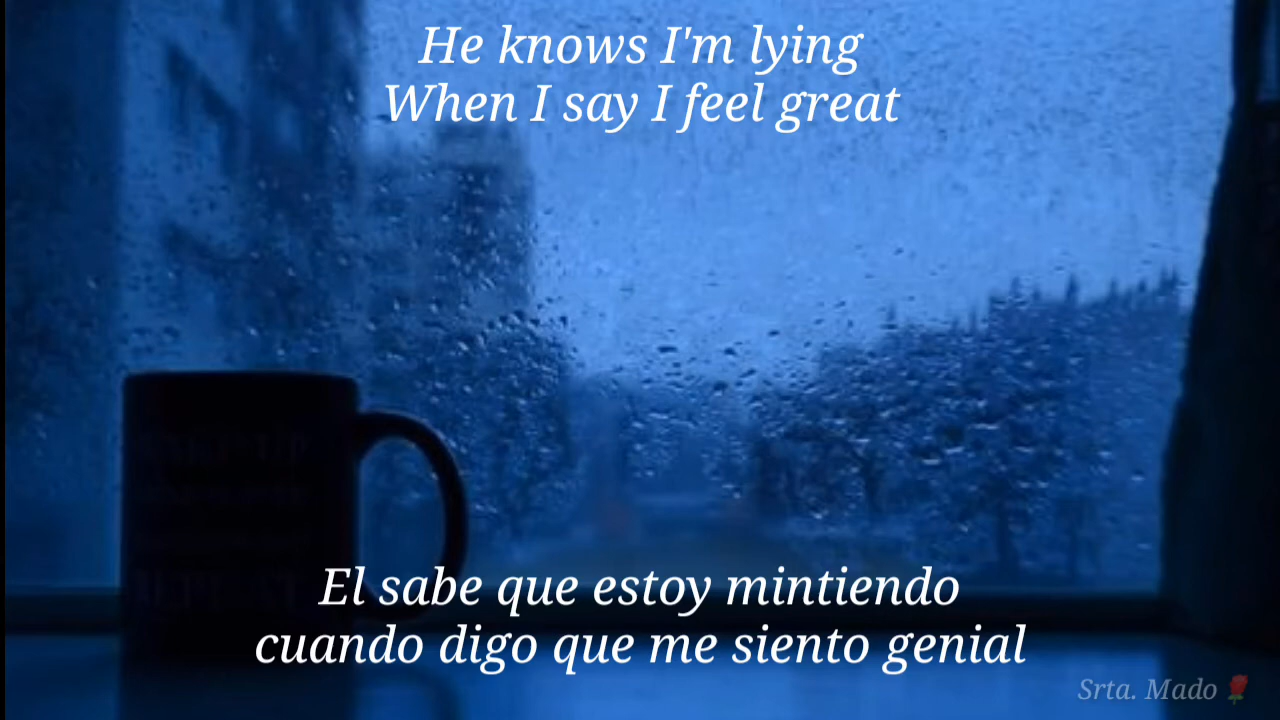 He knows I'm lying
When I say I feel great
El sabe que estoy mintiendo
cuando digo que me siento genial
Srta. Mado 🌹